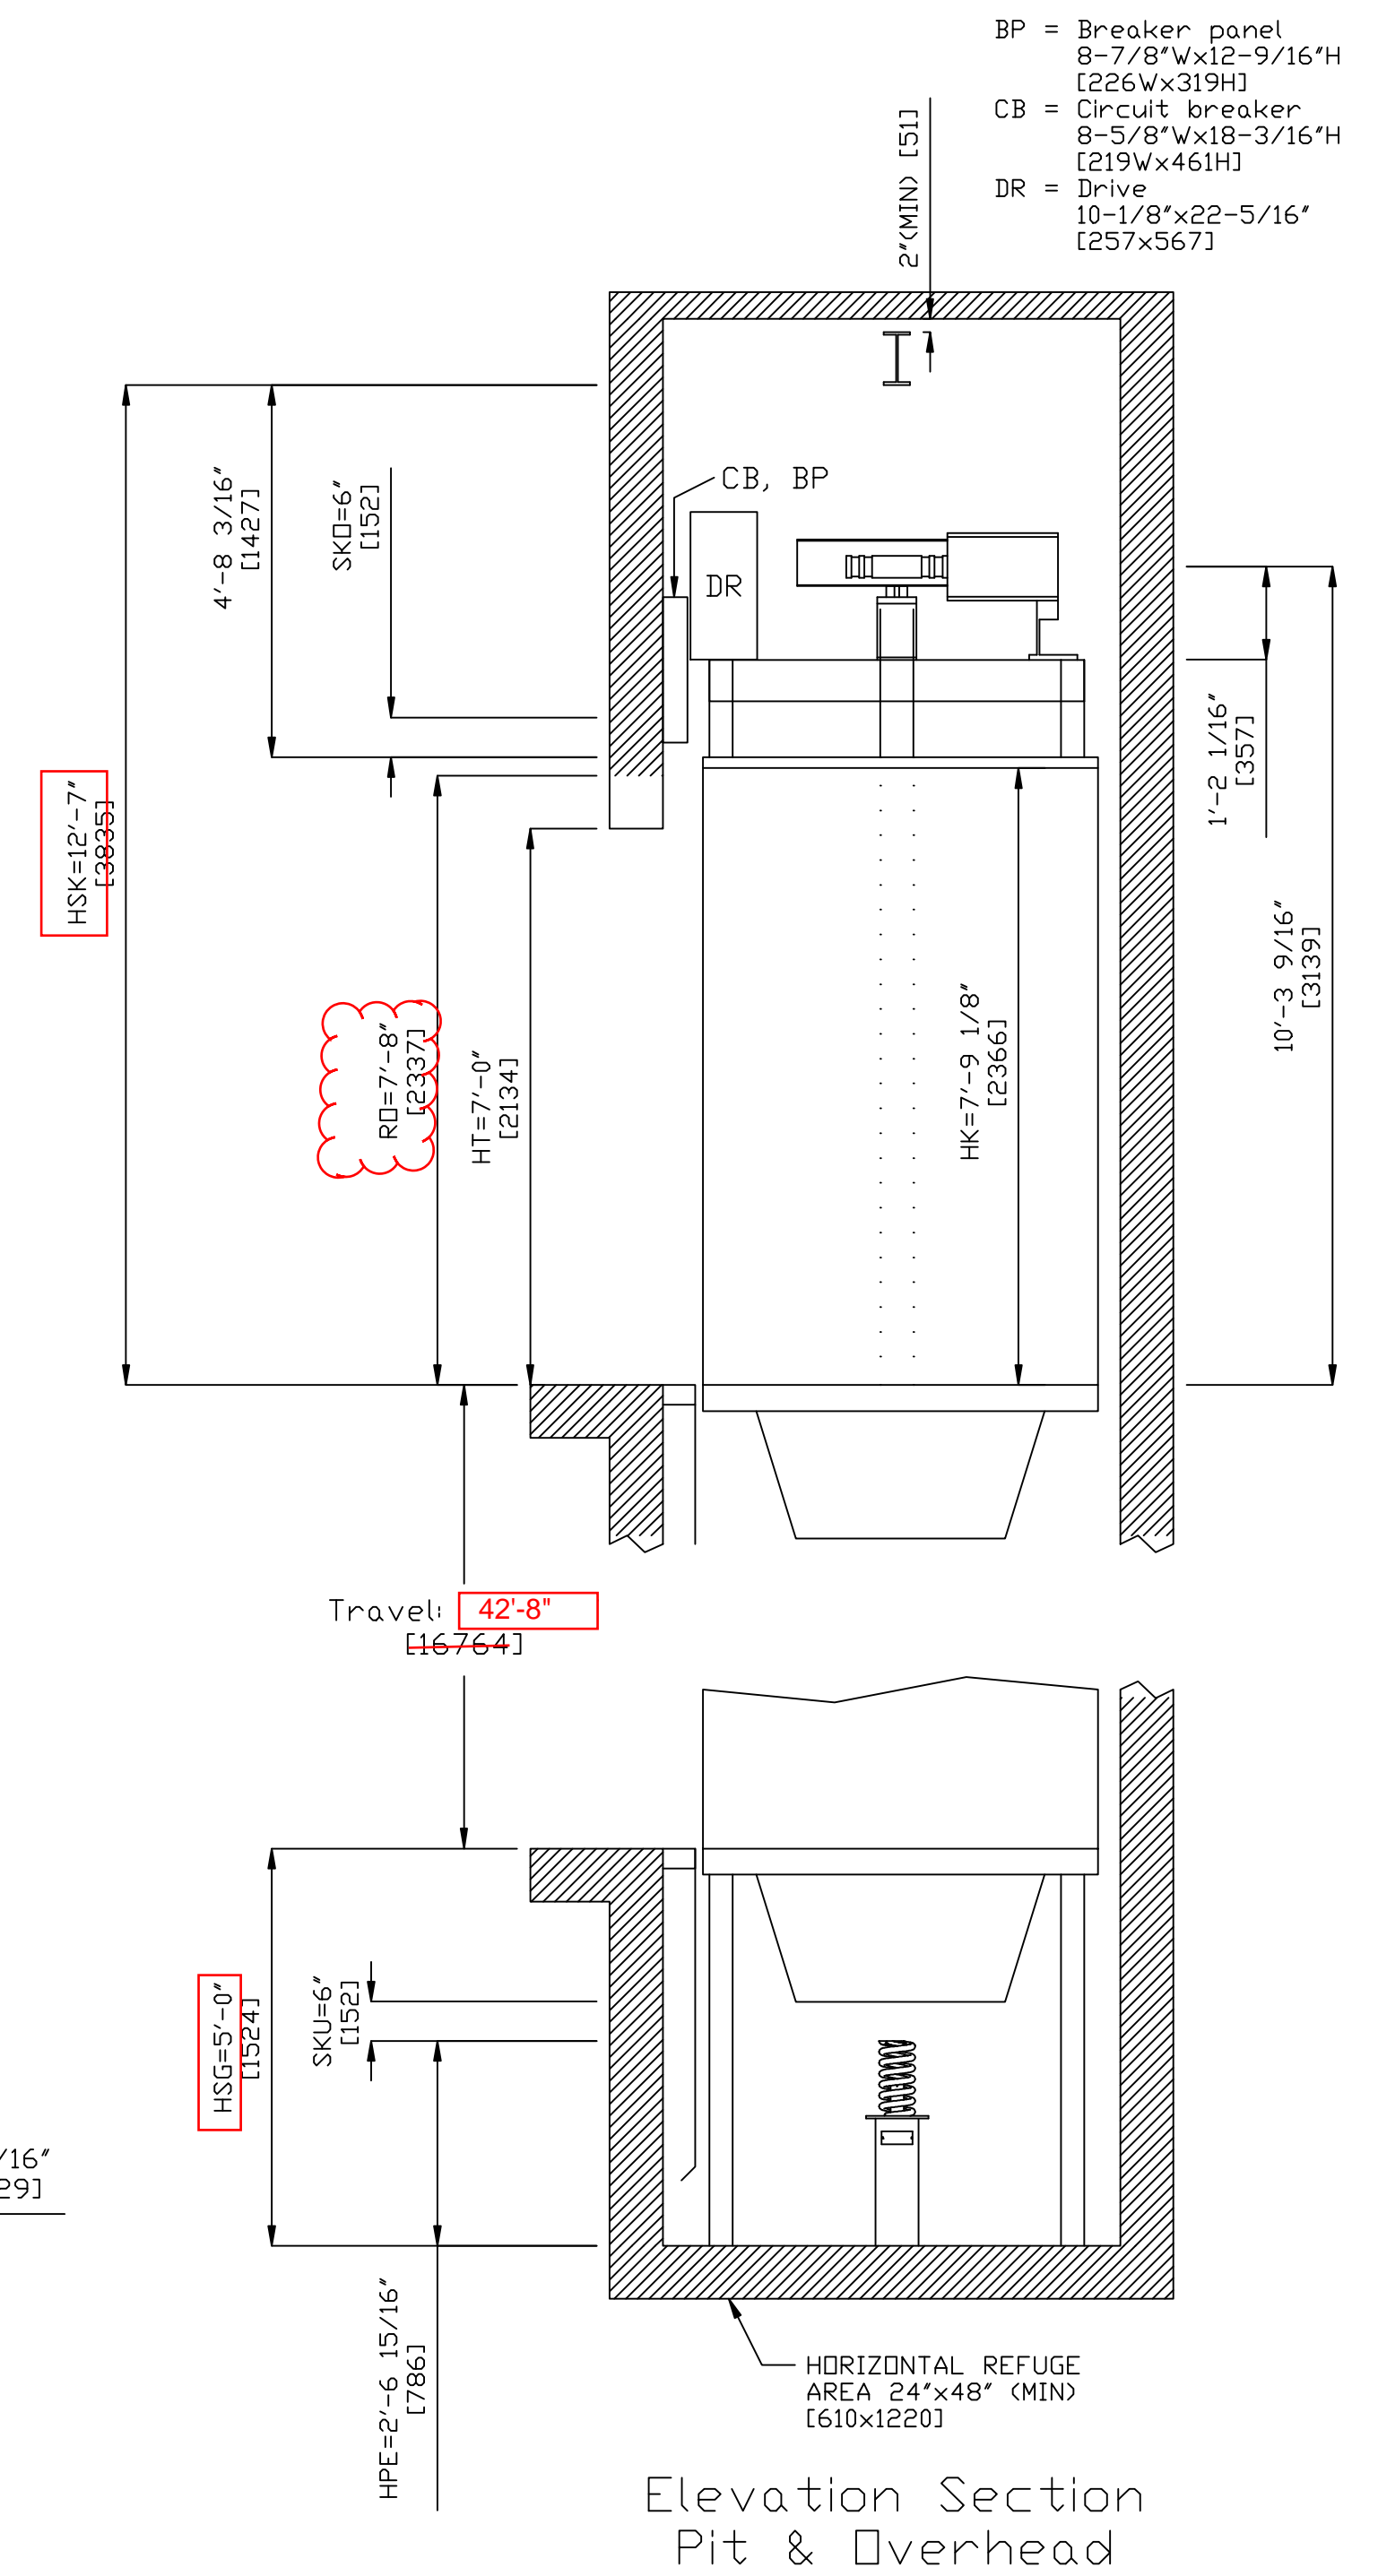 BP = Breaker panel
8-7/8"Wx12-9/16"H
[226Wx319H]
CB = Circuit breaker
8-5/8"Wx18-3/16"H
[219Wx461H]
DR = Drive
10-1/8"x22-5/16"
[257x567]
2"(MIN) [51]
4'-8 3/16"
[1427]
SKO=6"
[152]
CB, BP
DR
HSK=12'-7"
[3835]
1'-2 1/16"
[357]
10'-3 9/16"
[3139]
RO=7'-8"
[2337]
HT=7'-0"
[2134]
HK=7'-9 1/8"
[2366]
Travel: 42'-8"
[16764]
HSG=5'-0"
[1524]
SKU=6"
[152]
/16"
29]
HPE=2'-6 15/16"
[786]
HORIZONTAL REFUGE
AREA 24"x48" (MIN)
[610x1220]
Elevation Section
Pit & Overhead